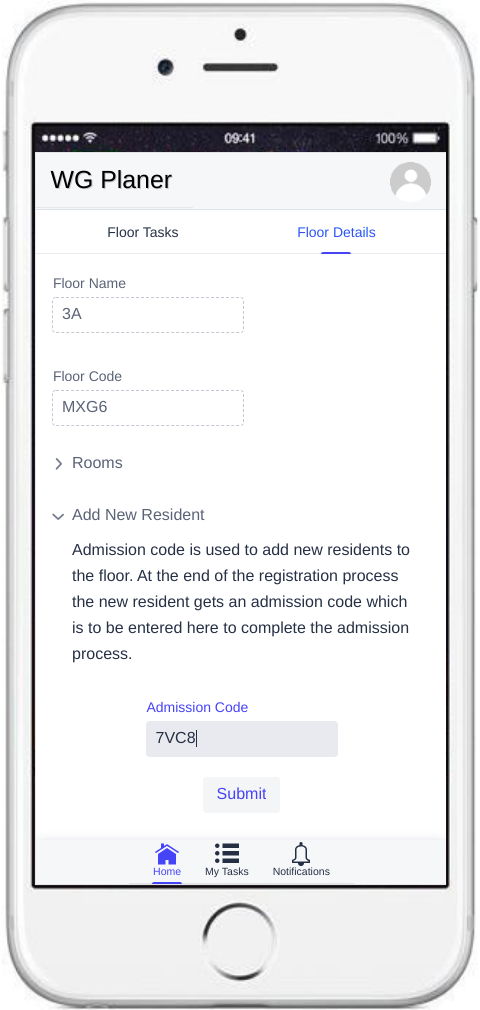 09:41
100%
WG Planer
Floor Tasks
Floor Details
Floor Name
3A
Floor Code
MXG6
Rooms
Add New Resident
Admission code is used to add new residents to
the floor. At the end of the registration process
the new resident gets an admission code which
is to be entered here to complete the admission
process.
Admission Code
7VC8
Submit
Home
My Tasks
Notifications